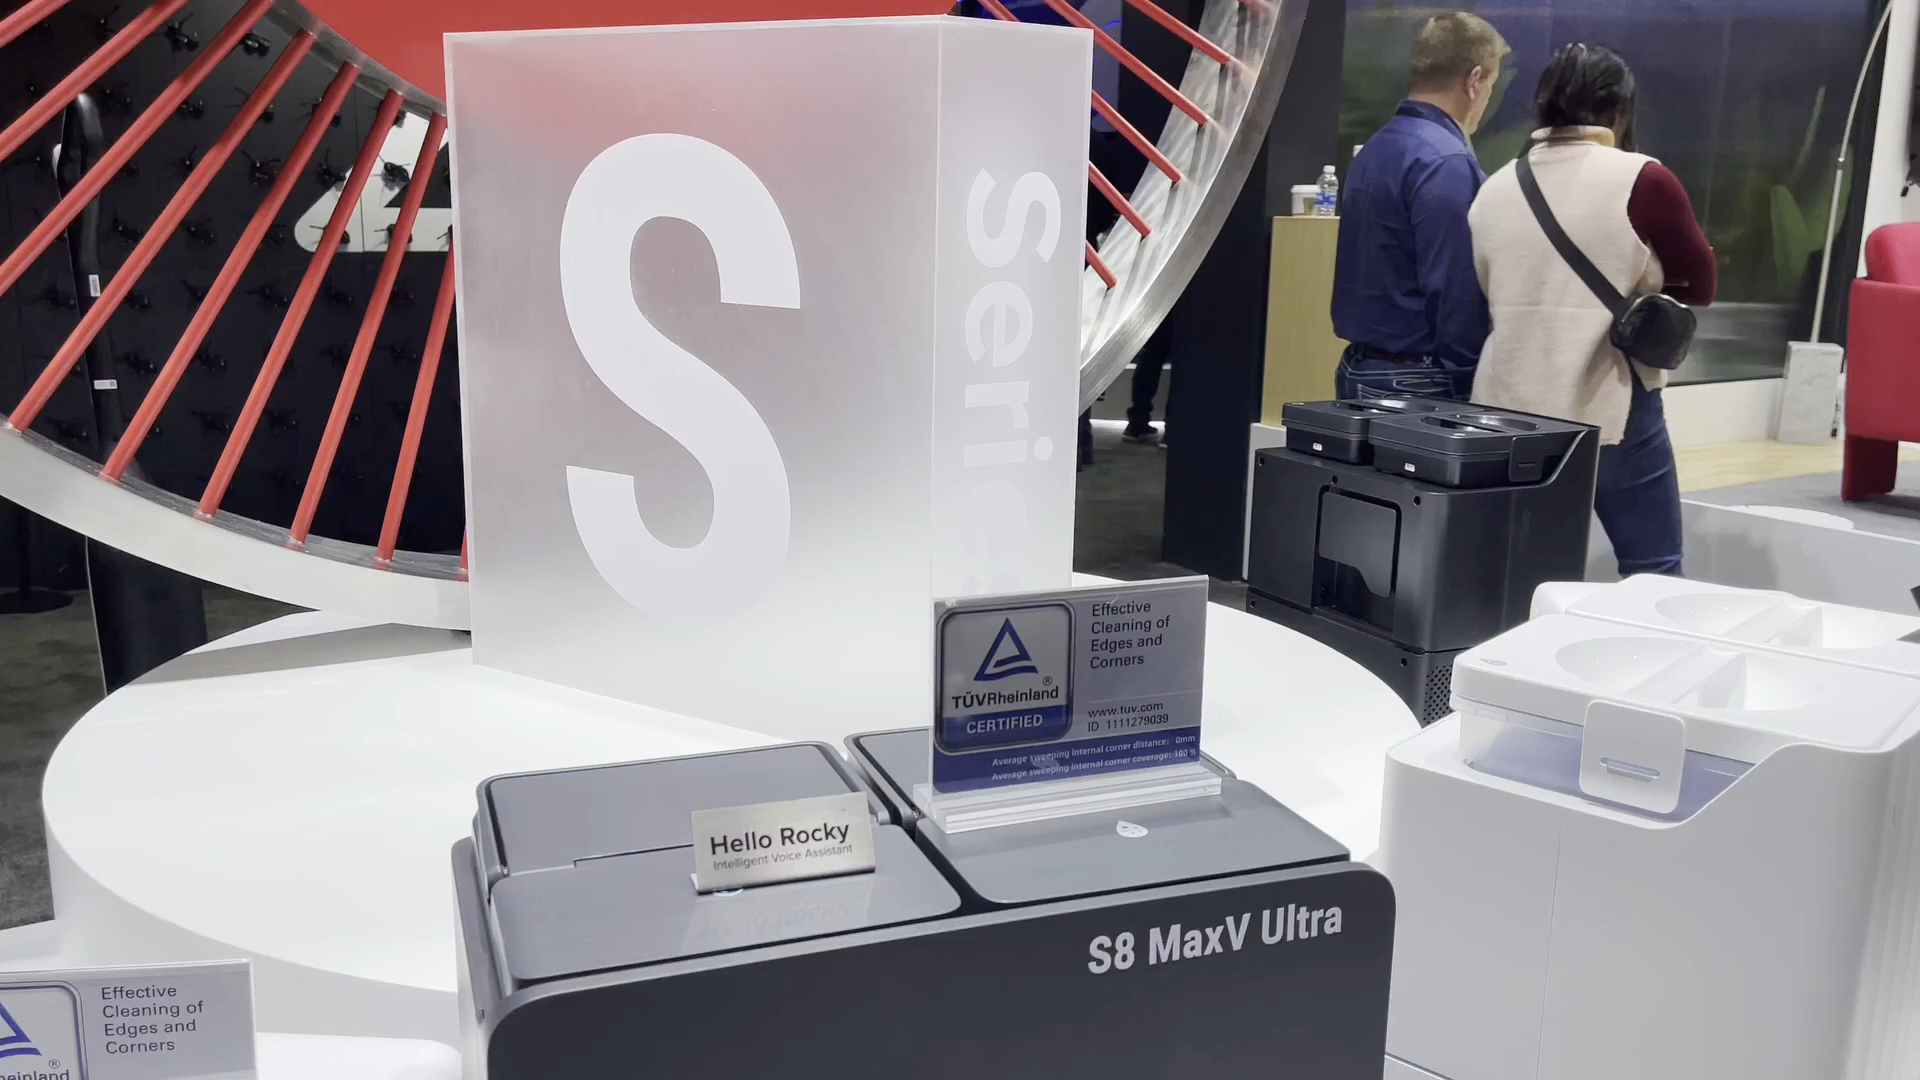 S
Series
Effective
Cleaning of
Edges and
Corners
TÜVRheinland®
CERTIFIED
www.tuv.com
ID 1111279039
Average sweeping internal corner distance: 0mm
Average sweeping internal corner coverage: 100 %
Hello Rocky
Intelligent Voice Assistant
S8 MaxV Ultra
Effective
Cleaning of
Edges and
Corners
®
heinland